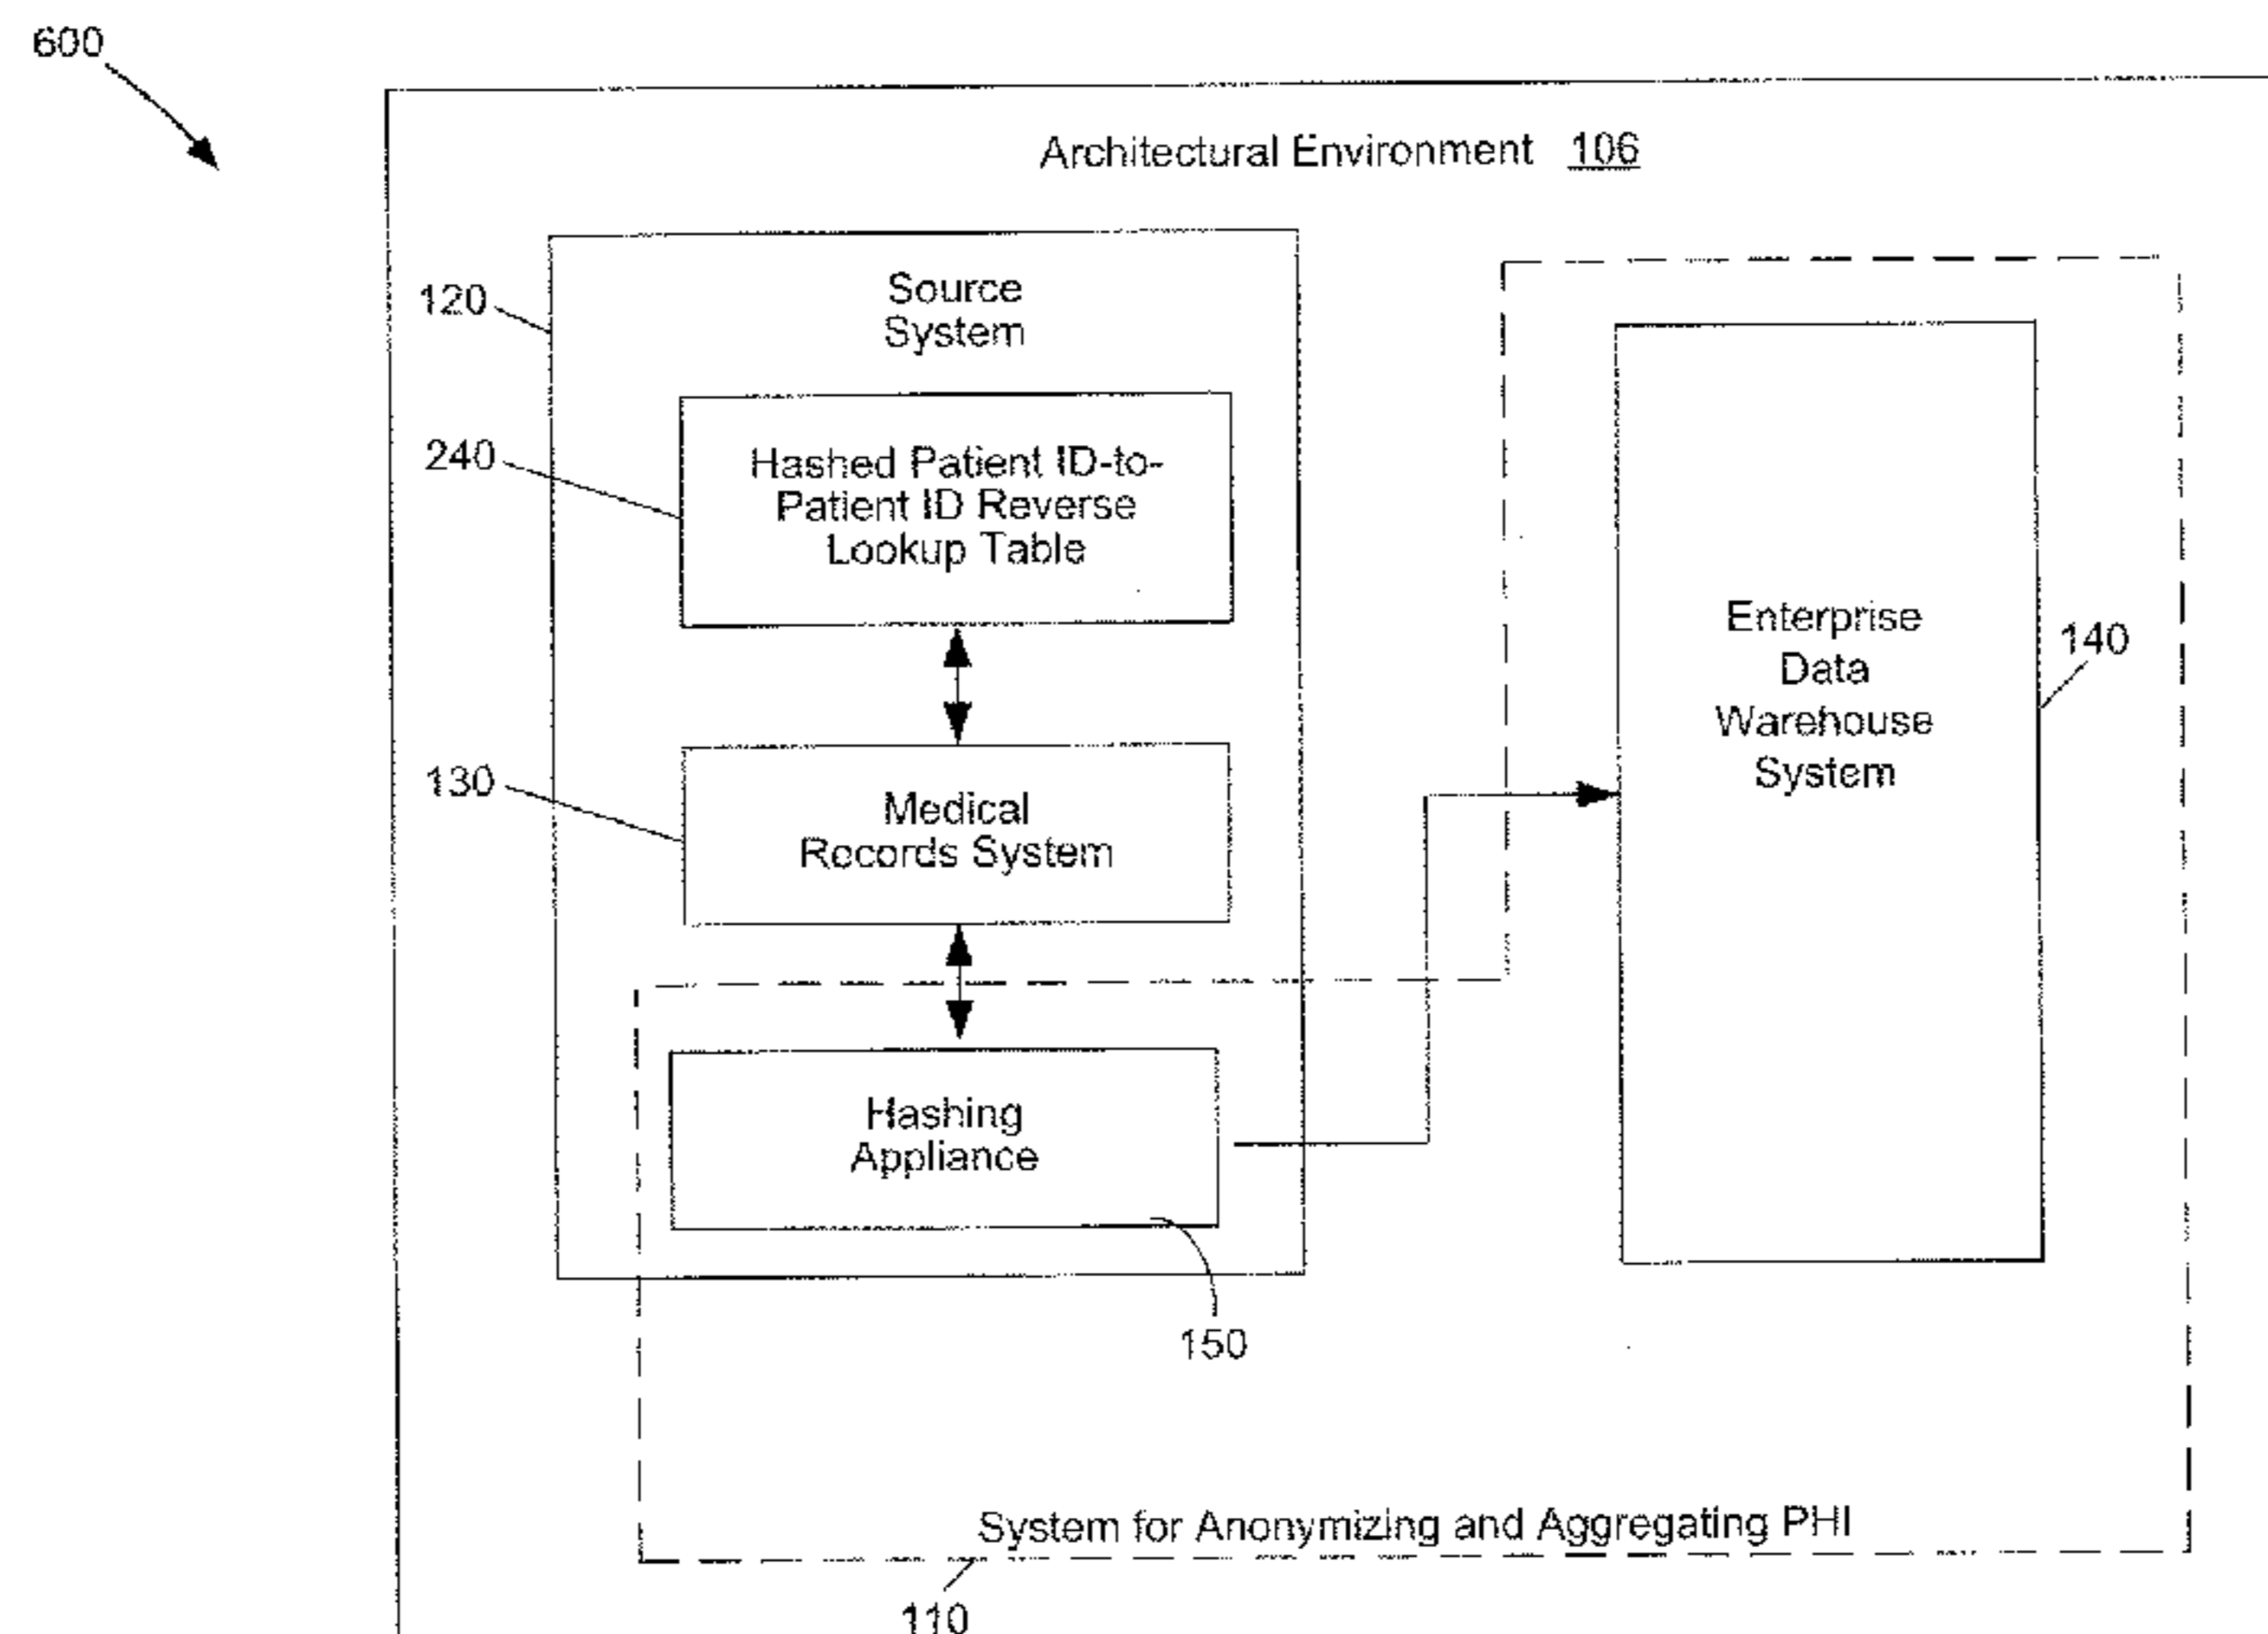 600
Architectural Environment 106
120
Source
System
240
Hashed Patient ID-to-
Patient ID Reverse
Lookup Table
Enterprise
Data
Warehouse
System
140
130
Medical
Records System
Hashing
Appliance
150
System for Anonymizing and Aggregating PHI
110